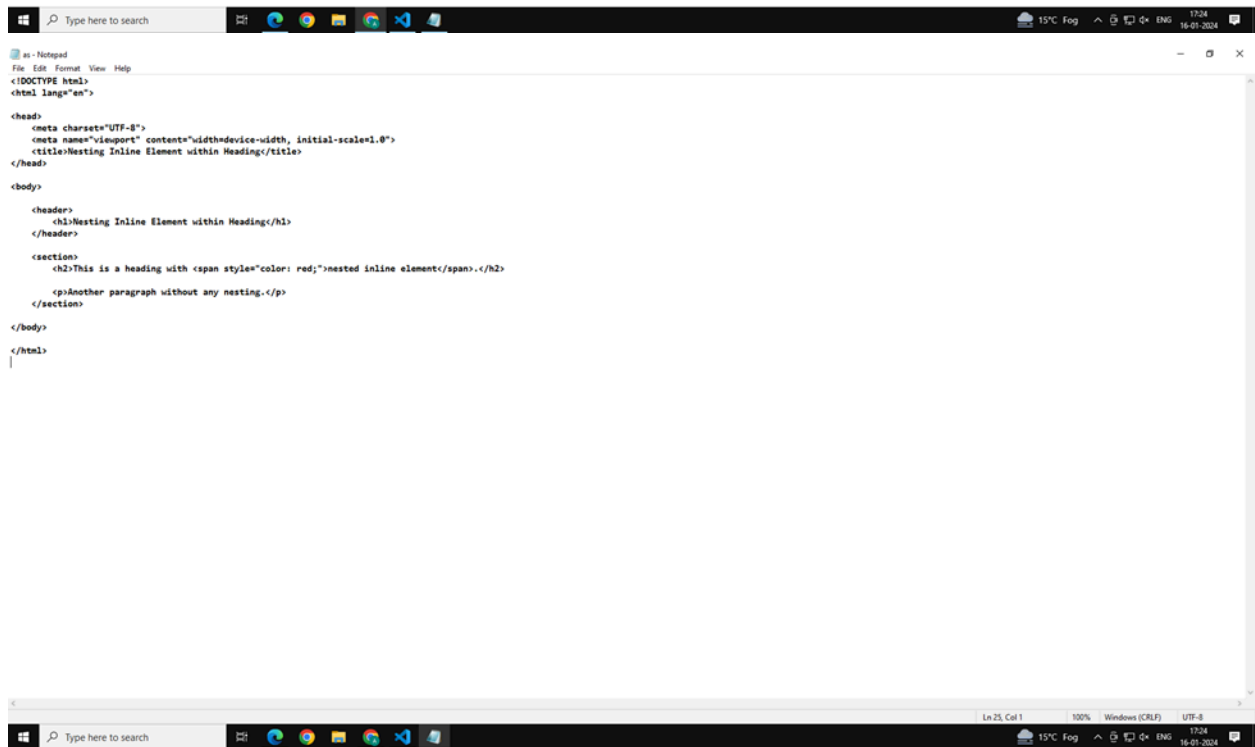 Type here to search
15°C Fog
ENG
17:24
16-01-2024
as - Notepad
File Edit Format View Help
<!DOCTYPE html>
<html lang="en">
<head>
    <meta charset="UTF-8">
    <meta name="viewport" content="width=device-width, initial-scale=1.0">
    <title>Nesting Inline Element within Heading</title>
</head>
<body>
    <header>
        <h1>Nesting Inline Element within Heading</h1>
    </header>
    <section>
        <h2>This is a heading with <span style="color: red;">nested inline element</span>.</h2>
        <p>Another paragraph without any nesting.</p>
    </section>
</body>
</html>
Ln 25, Col 1 100% Windows (CRLF) UTF-8
Type here to search
15°C Fog
ENG
17:24
16-01-2024